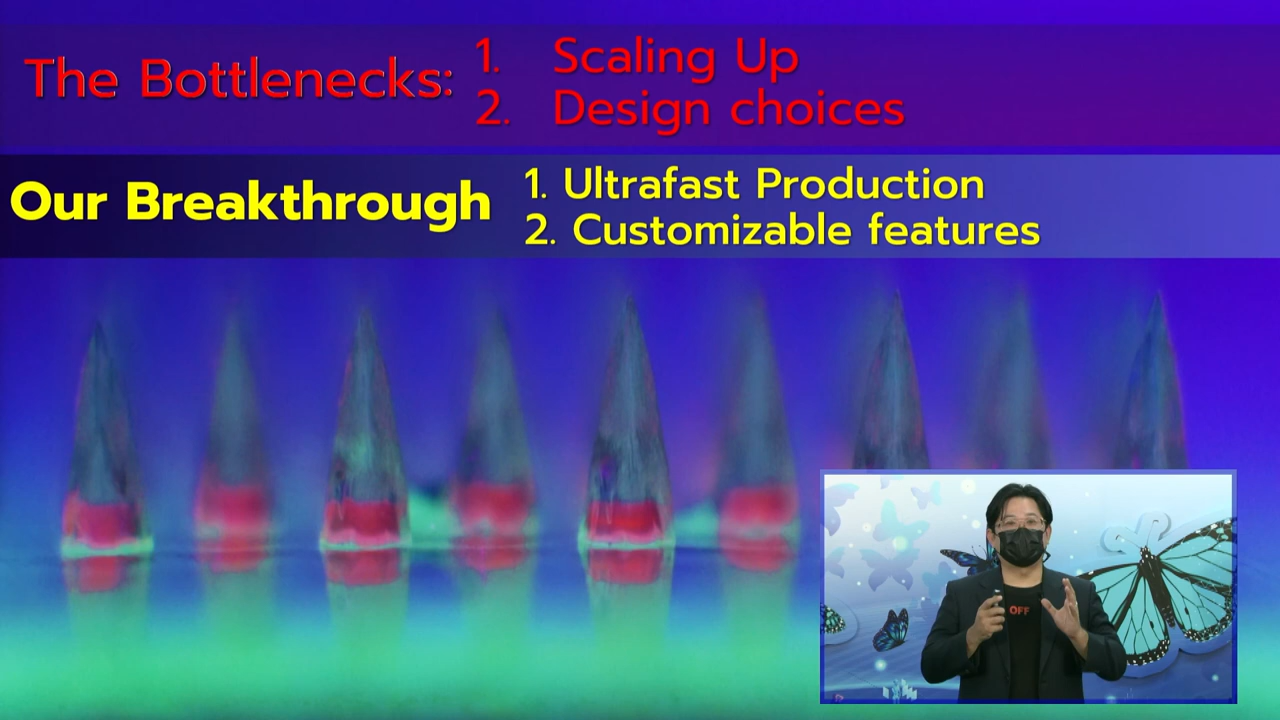 The Bottlenecks:
1. Scaling Up
2. Design choices
Our Breakthrough
1. Ultrafast Production
2. Customizable features
OFF